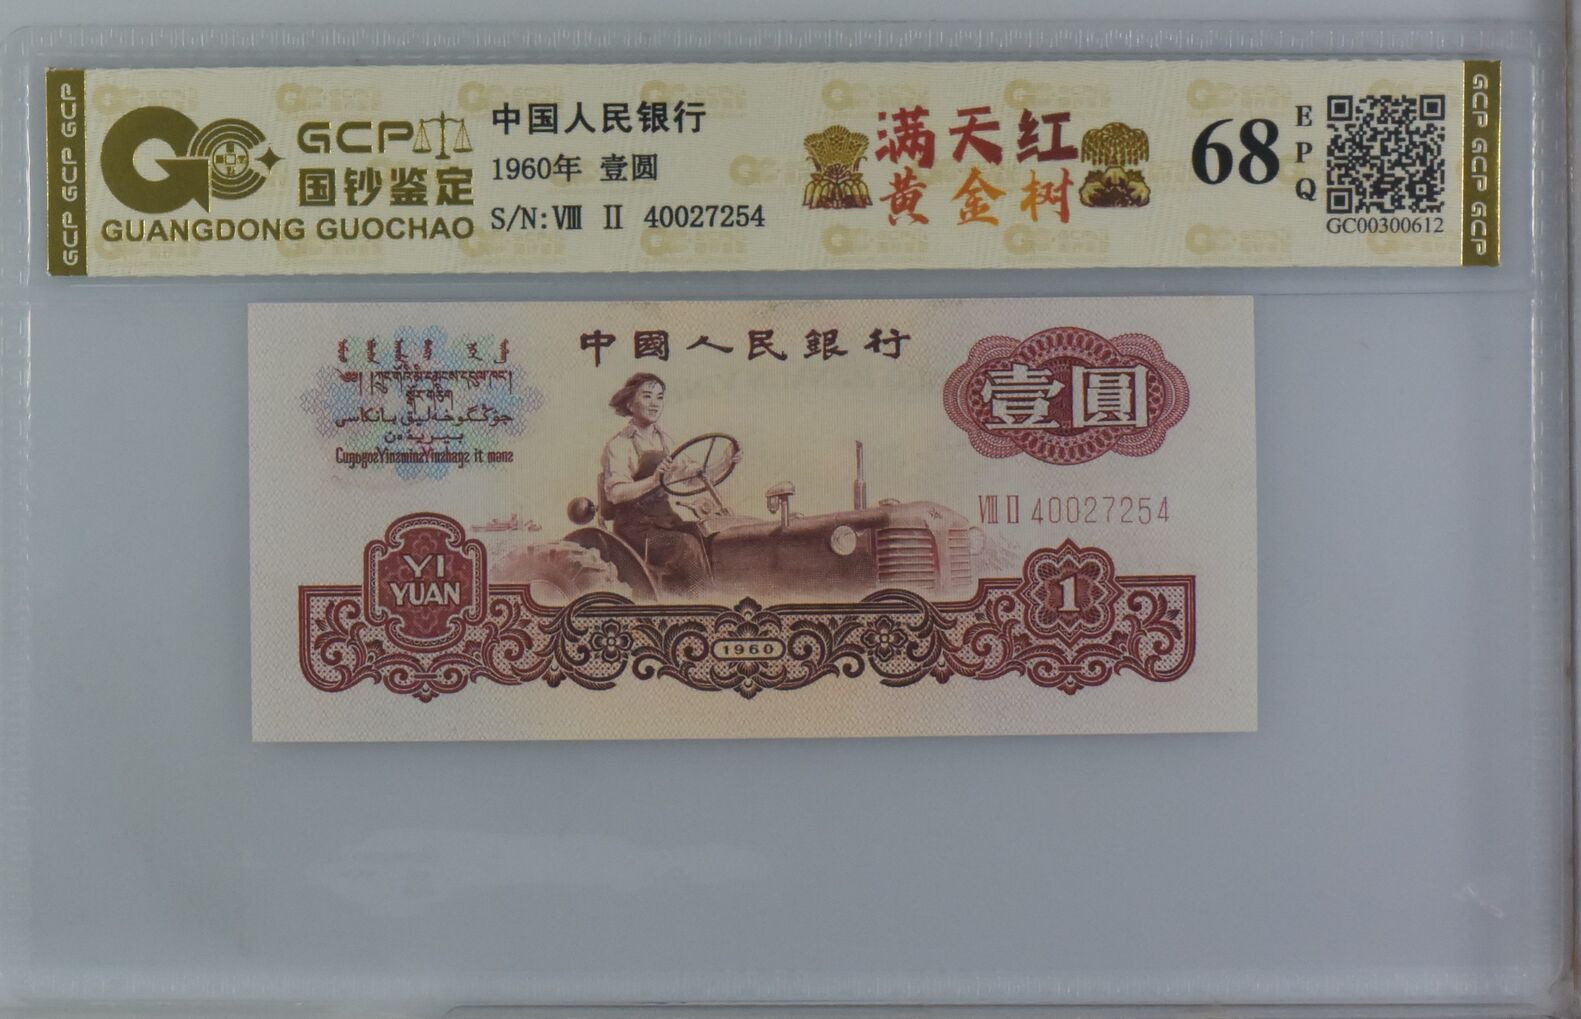 GCP GCP GCP
GCP
国钞鉴定
GUANGDONG GUOCHAO
中国人民银行
1960年 壹圆
S/N: Ⅷ Ⅱ 40027254
满天红
黄金树
68
EPQ
GC00300612
GCP GCP GCP
中國人民銀行
壹圓
Ⅷ Ⅱ 40027254
YI
YUAN
1
1960